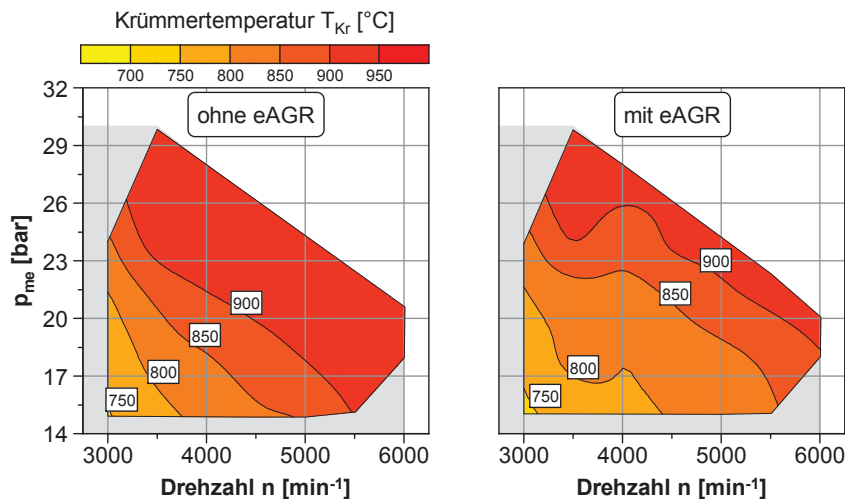 Krümmertemperatur T_Kr [°C]
700 750 800 850 900 950
ohne eAGR
mit eAGR
p_me [bar]
32
29
26
23
20
17
14
900
850
800
750
900
850
800
750
3000 4000 5000 6000
3000 4000 5000 6000
Drehzahl n [min⁻¹]
Drehzahl n [min⁻¹]